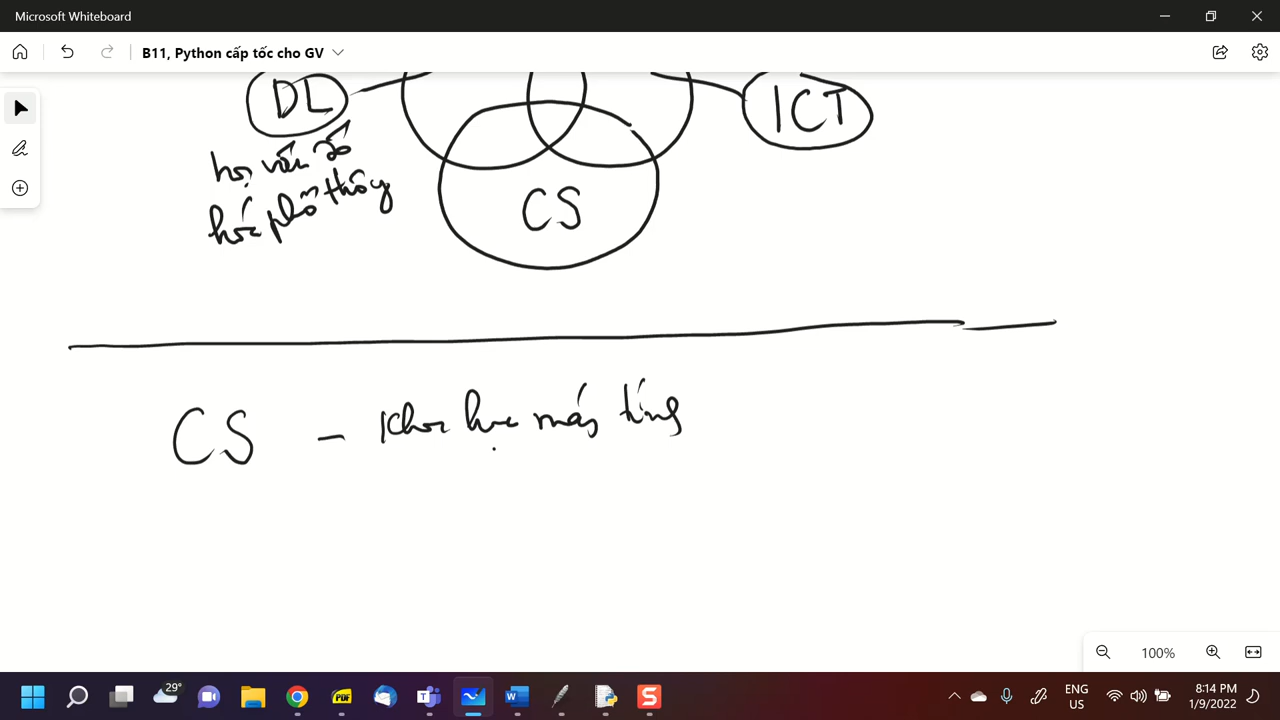 Microsoft Whiteboard
B11, Python cấp tốc cho GV
DL
ICT
học vấn số
hoá phổ thông
CS
CS - Khoa học máy tính
100%
29°
ENG
US
8:14 PM
1/9/2022